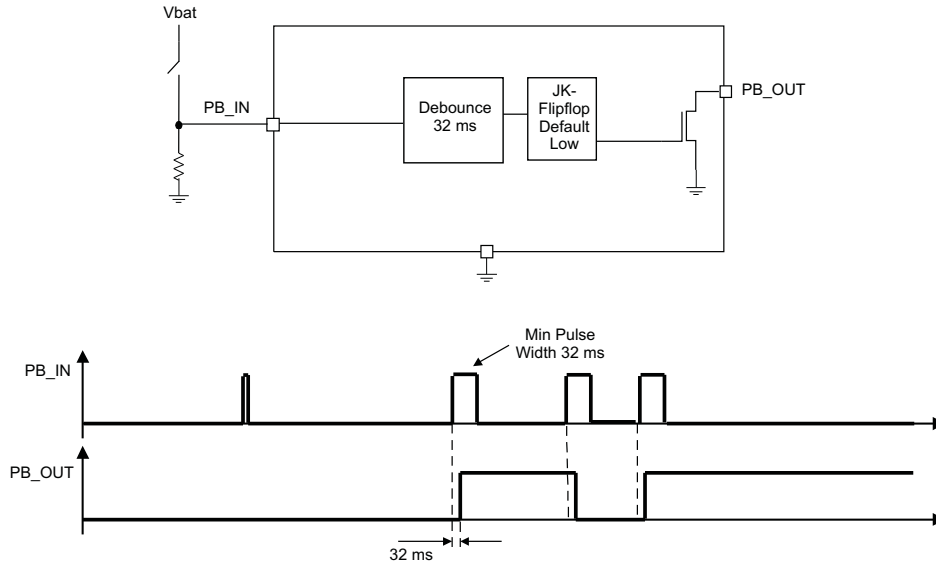 Vbat
PB_IN
Debounce
32 ms
JK-
Flipflop
Default
Low
PB_OUT
Min Pulse
Width 32 ms
PB_IN
PB_OUT
32 ms